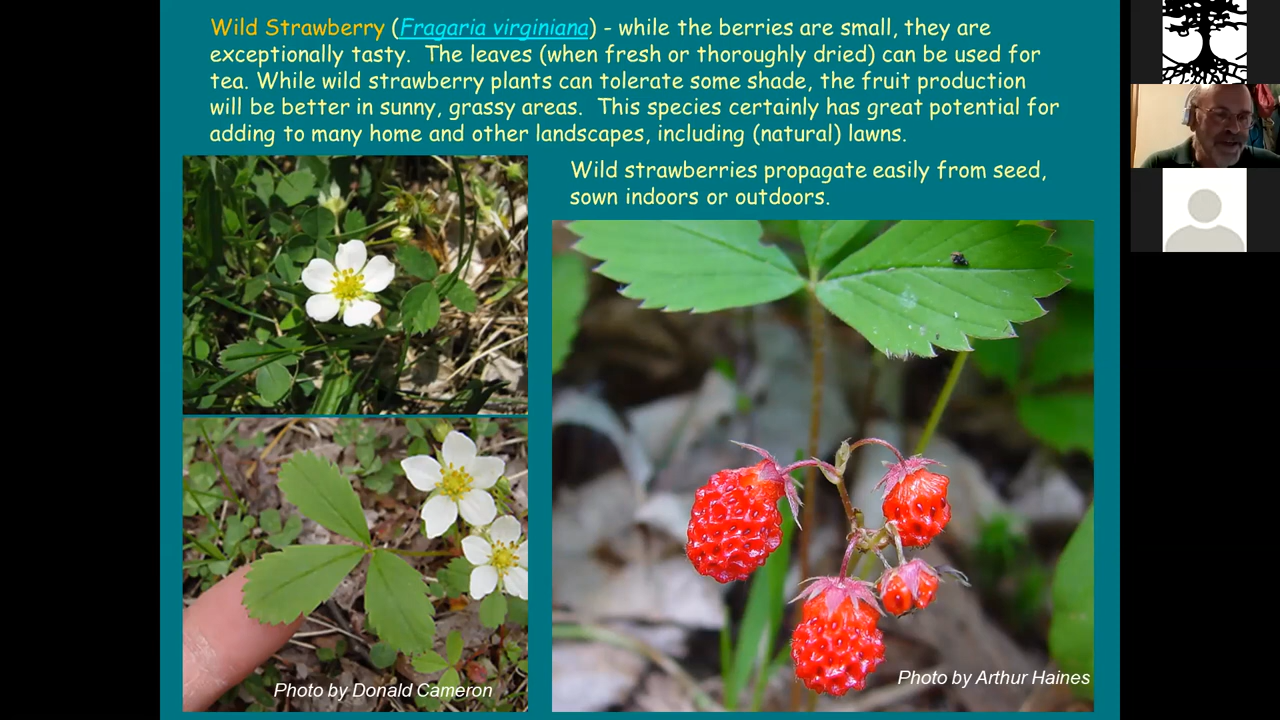 Wild Strawberry (Fragaria virginiana) - while the berries are small, they are
exceptionally tasty.  The leaves (when fresh or thoroughly dried) can be used for
tea. While wild strawberry plants can tolerate some shade, the fruit production
will be better in sunny, grassy areas.  This species certainly has great potential for
adding to many home and other landscapes, including (natural) lawns.
Wild strawberries propagate easily from seed,
sown indoors or outdoors.
Photo by Donald Cameron
Photo by Arthur Haines